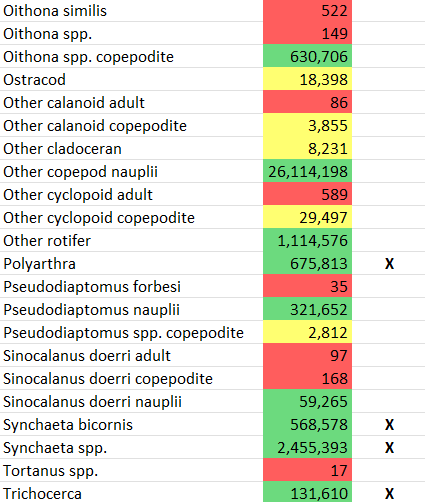 Oithona similis 522
Oithona spp. 149
Oithona spp. copepodite 630,706
Ostracod 18,398
Other calanoid adult 86
Other calanoid copepodite 3,855
Other cladoceran 8,231
Other copepod nauplii 26,114,198
Other cyclopoid adult 589
Other cyclopoid copepodite 29,497
Other rotifer 1,114,576
Polyarthra 675,813 X
Pseudodiaptomus forbesi 35
Pseudodiaptomus nauplii 321,652
Pseudodiaptomus spp. copepodite 2,812
Sinocalanus doerri adult 97
Sinocalanus doerri copepodite 168
Sinocalanus doerri nauplii 59,265
Synchaeta bicornis 568,578 X
Synchaeta spp. 2,455,393 X
Tortanus spp. 17
Trichocerca 131,610 X